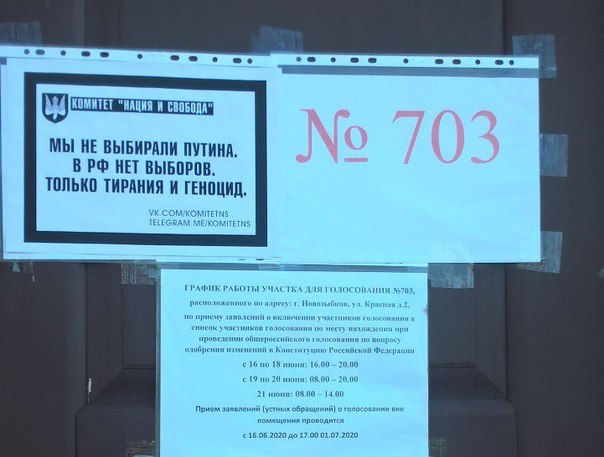 КОМИТЕТ "НАЦИЯ И СВОБОДА"
МЫ НЕ ВЫБИРАЛИ ПУТИНА.
В РФ НЕТ ВЫБОРОВ.
ТОЛЬКО ТИРАНИЯ И ГЕНОЦИД.
VK.COM/KOMITETNS
TELEGRAM.ME/KOMITETNS
№ 703
ГРАФИК РАБОТЫ УЧАСТКА ДЛЯ ГОЛОСОВАНИЯ №703,
расположенного по адресу: г. Новозыбков, ул. Красная д.2,
по приему заявлений о включении участников голосования в
список участников голосования по месту нахождения при
проведении общероссийского голосования по вопросу
одобрения изменений в Конституцию Российской Федерации
с 16 по 18 июня: 16.00 – 20.00
с 19 по 20 июня: 08.00 – 20.00
21 июня: 08.00 – 14.00
Прием заявлений (устных обращений) о голосовании вне
помещения проводится
с 16.06.2020 до 17.00 01.07.2020